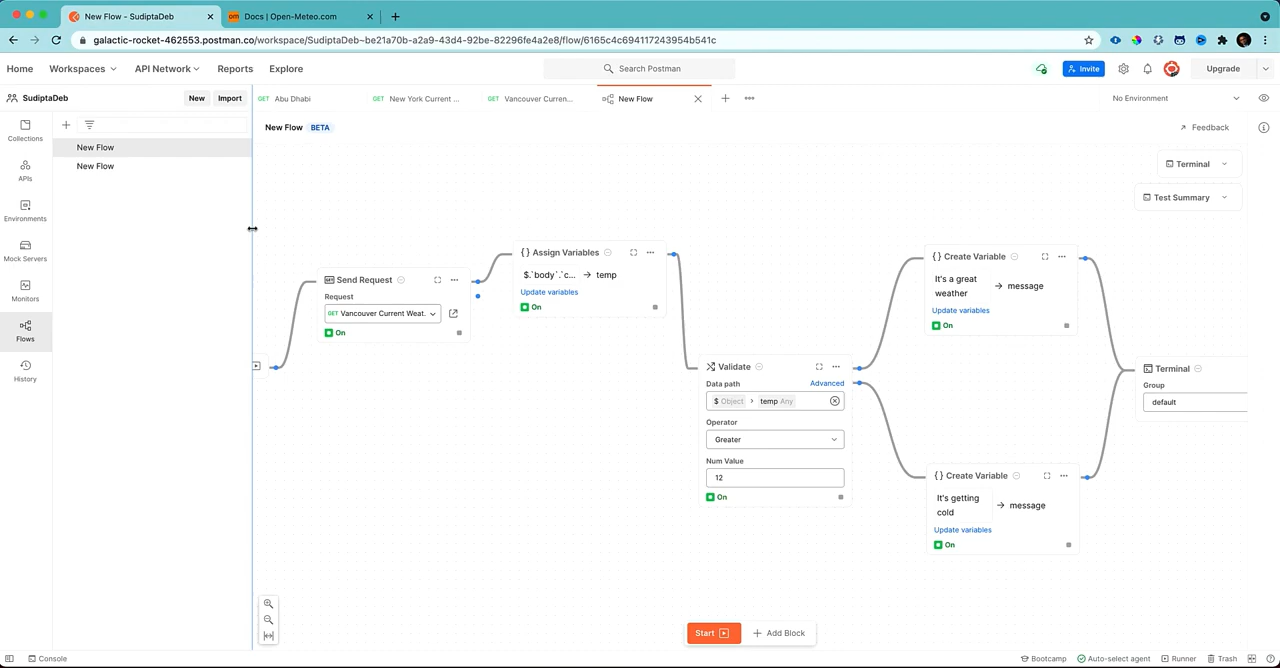 New Flow - SudiptaDeb
Docs | Open-Meteo.com
galactic-rocket-462553.postman.co/workspace/SudiptaDeb~be21a70b-a2a9-43d4-92be-82296fe4a2e8/flow/6165c4c694117243954b541c
Home
Workspaces
API Network
Reports
Explore
Search Postman
Invite
Upgrade
SudiptaDeb
New
Import
GET Abu Dhabi
GET New York Current ...
GET Vancouver Curren...
New Flow
No Environment
Collections
APIs
Environments
Mock Servers
Monitors
Flows
History
New Flow
New Flow
New Flow BETA
Feedback
Terminal
Test Summary
Send Request
Request
GET Vancouver Current Weat.
On
{} Assign Variables
$.`body`.`c... → temp
Update variables
On
Validate
Data path
Advanced
$ Object > temp Any
Operator
Greater
Num Value
12
On
{} Create Variable
It's a great
weather
→ message
Update variables
On
{} Create Variable
It's getting
cold
→ message
Update variables
On
Terminal
Group
default
Start
+ Add Block
Console
Bootcamp
Auto-select agent
Runner
Trash